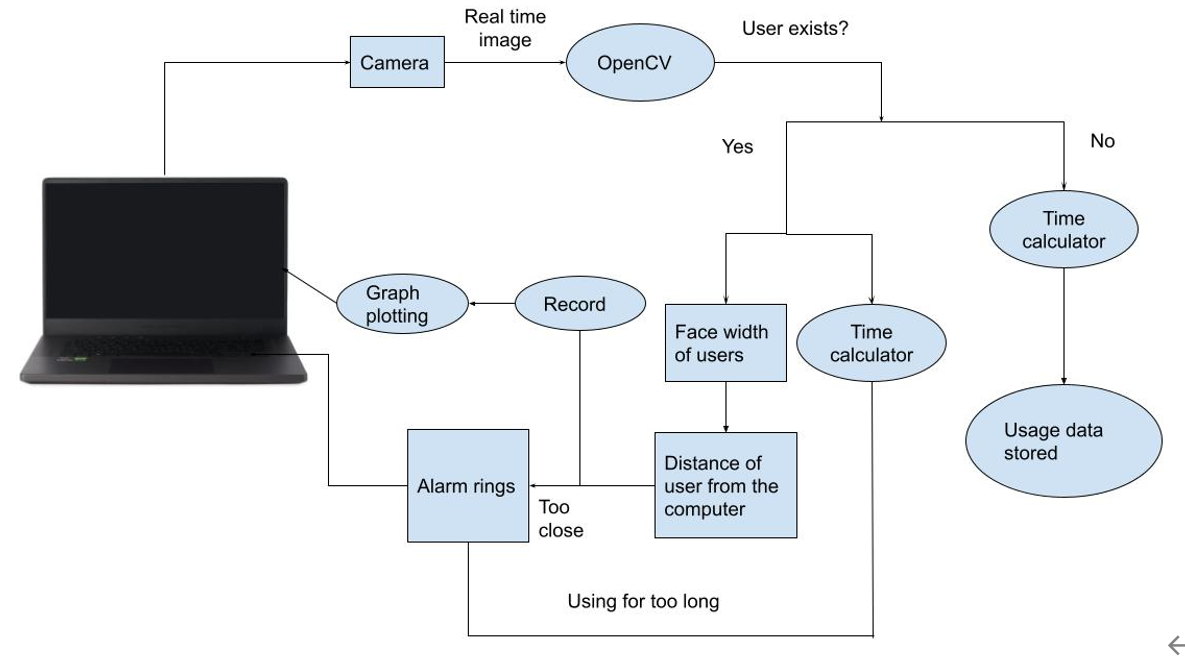 Real time
image
User exists?
Camera
OpenCV
Yes
No
Time
calculator
Graph
plotting
Record
Face width
of users
Time
calculator
Usage data
stored
Alarm rings
Too
close
Distance of
user from the
computer
Using for too long